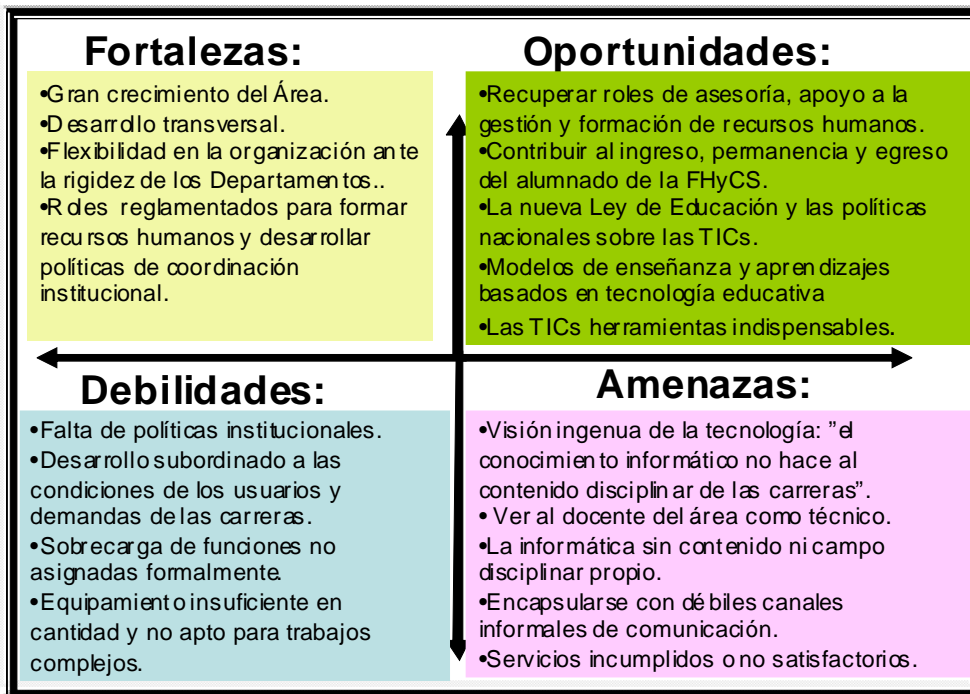 Fortalezas:
•Gran crecimiento del Área.
•Desarrollo transversal.
•Flexibilidad en la organización ante
la rigidez de los Departamentos..
•Roles reglamentados para formar
recursos humanos y desarrollar
políticas de coordinación
institucional.
Oportunidades:
•Recuperar roles de asesoría, apoyo a la
gestión y formación de recursos humanos.
•Contribuir al ingreso, permanencia y egreso
del alumnado de la FHyCS.
•La nueva Ley de Educación y las políticas
nacionales sobre las TICs.
•Modelos de enseñanza y aprendizajes
basados en tecnología educativa
•Las TICs herramientas indispensables.
Debilidades:
•Falta de políticas institucionales.
•Desarrollo subordinado a las
condiciones de los usuarios y
demandas de las carreras.
•Sobrecarga de funciones no
asignadas formalmente.
•Equipamiento insuficiente en
cantidad y no apto para trabajos
complejos.
Amenazas:
•Visión ingenua de la tecnología: ”el
conocimiento informático no hace al
contenido disciplinar de las carreras”.
• Ver al docente del área como técnico.
•La informática sin contenido ni campo
disciplinar propio.
•Encapsularse con débiles canales
informales de comunicación.
•Servicios incumplidos o no satisfactorios.